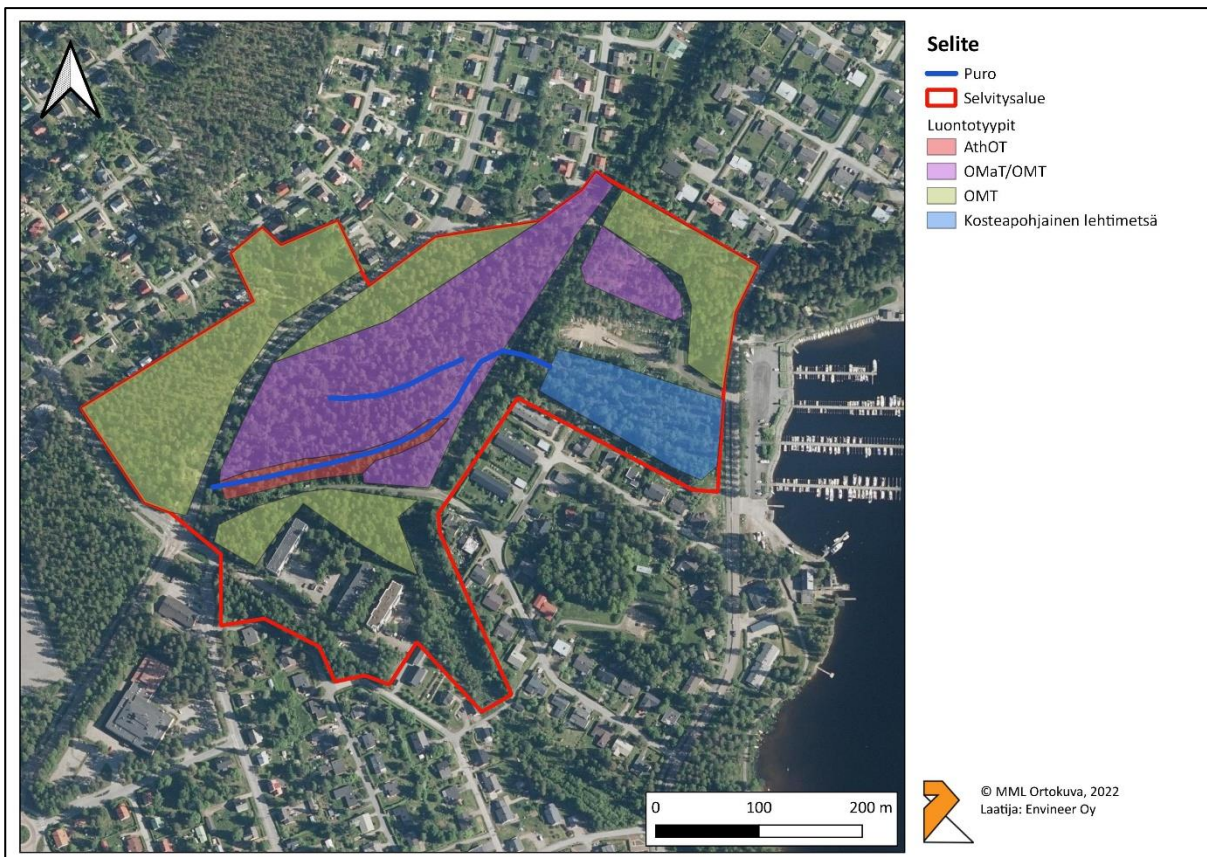 Selite
Puro
Selvitysalue
Luontotyypit
AthOT
OMaT/OMT
OMT
Kosteapohjainen lehtimetsä
0 100 200 m
© MML Ortokuva, 2022
Laatija: Envineer Oy